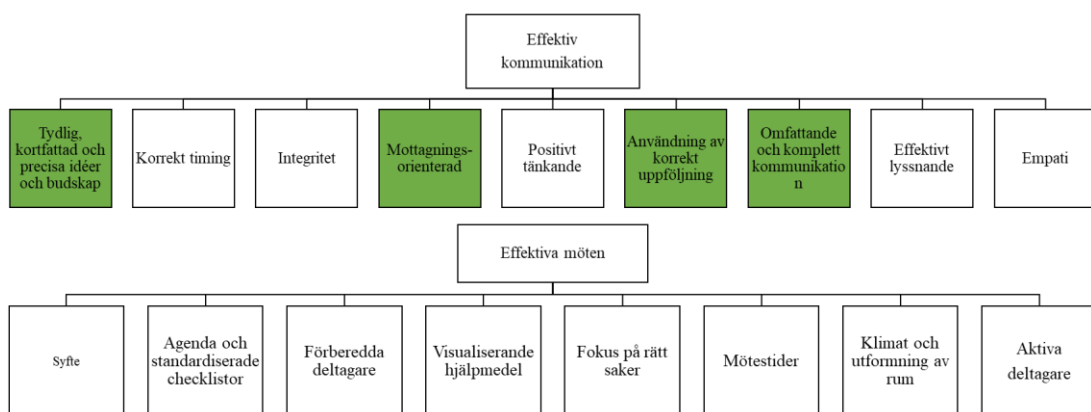 Effektiv
kommunikation
Tydlig,
kortfattad och
precisa idéer
och budskap
Korrekt timing
Integritet
Mottagnings-
orienterad
Positivt
tänkande
Användning av
korrekt
uppföljning
Omfattande
och komplett
kommunikatio
n
Effektivt
lyssnande
Empati
Effektiva möten
Syfte
Agenda och
standardiserade
checklistor
Förberedda
deltagare
Visualiserande
hjälpmedel
Fokus på rätt
saker
Mötestider
Klimat och
utformning av
rum
Aktiva
deltagare